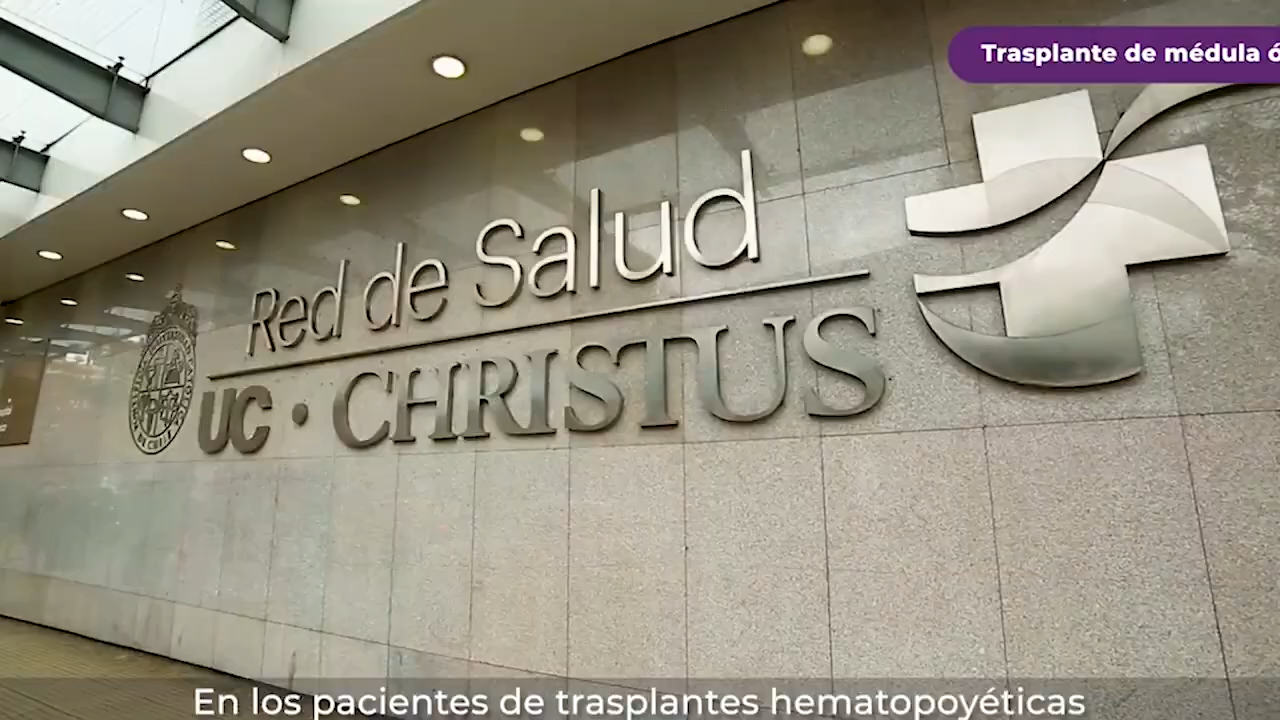 Trasplante de médula ó
Red de Salud
UC · CHRISTUS
En los pacientes de trasplantes hematopoyéticas